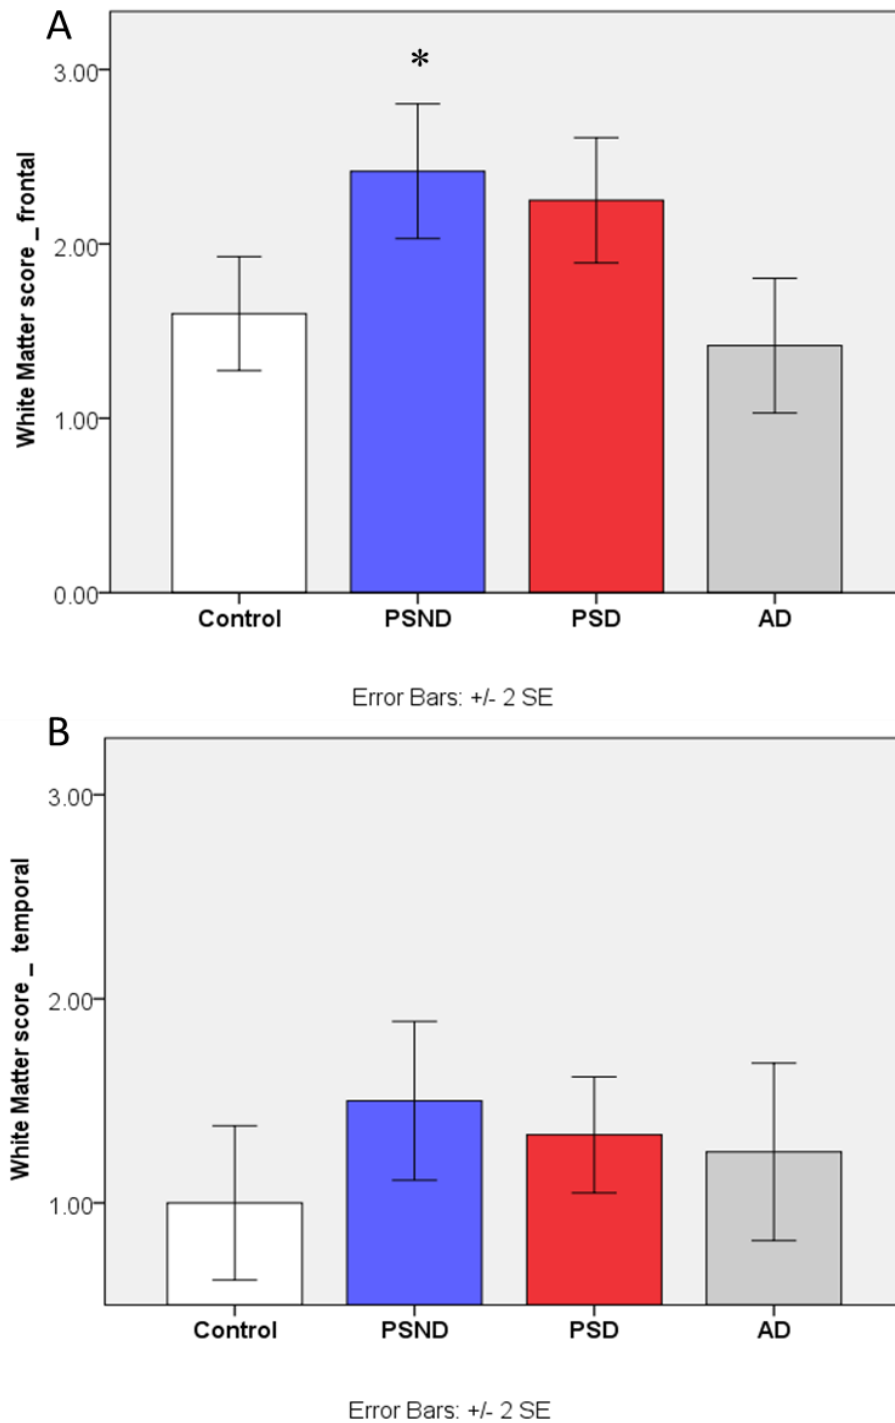 A
*
3.00
2.00
1.00
0.00
White Matter score _ frontal
Control PSND PSD AD
Error Bars: +/- 2 SE
B
3.00
2.00
1.00
White Matter score _ temporal
Control PSND PSD AD
Error Bars: +/- 2 SE